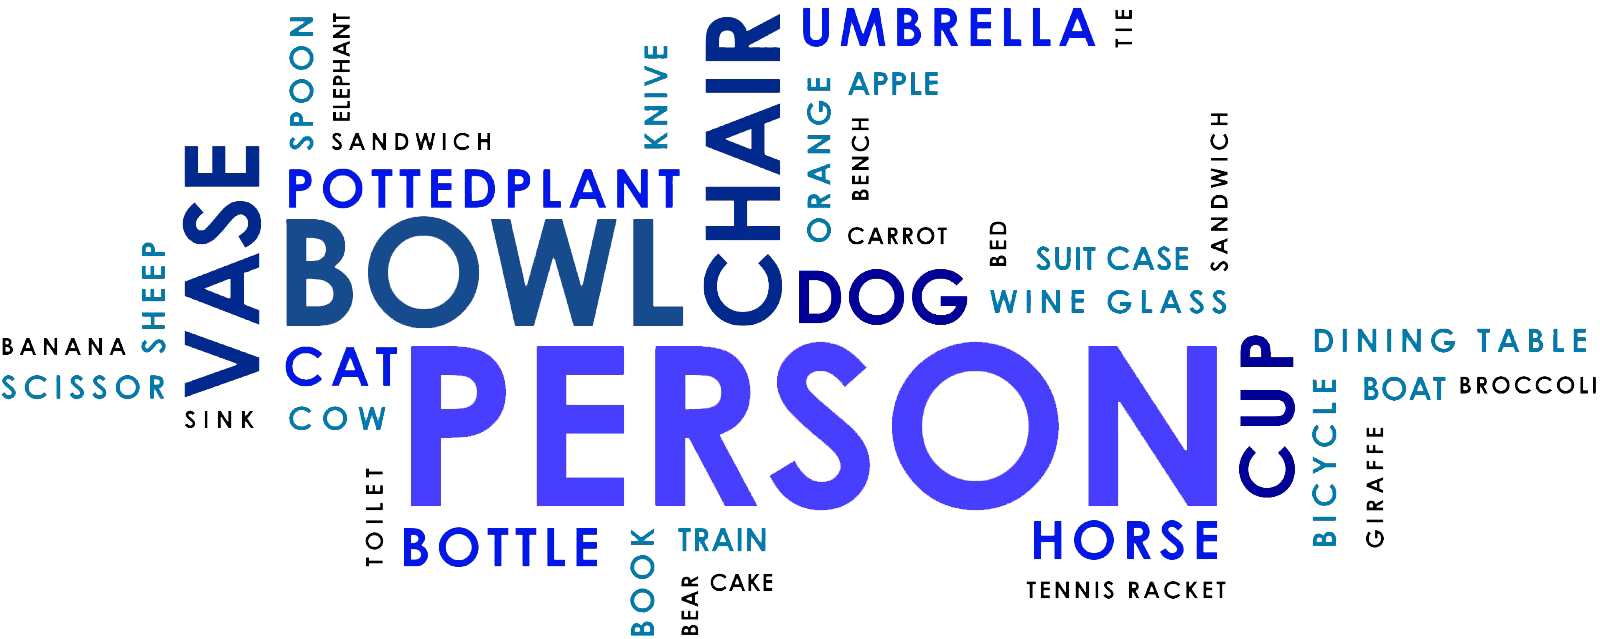 UMBRELLA
TIE
SPOON
ELEPHANT
KNIVE
CHAIR
ORANGE
APPLE
SANDWICH
BENCH
SANDWICH
VASE
POTTEDPLANT
BOWL
CARROT
BED
SUIT CASE
SHEEP
DOG
WINE GLASS
BANANA
CAT
PERSON
CUP
DINING TABLE
SCISSOR
BICYCLE
BOAT
BROCCOLI
SINK
COW
GIRAFFE
TOILET
BOTTLE
BOOK
TRAIN
HORSE
BEAR
CAKE
TENNIS RACKET